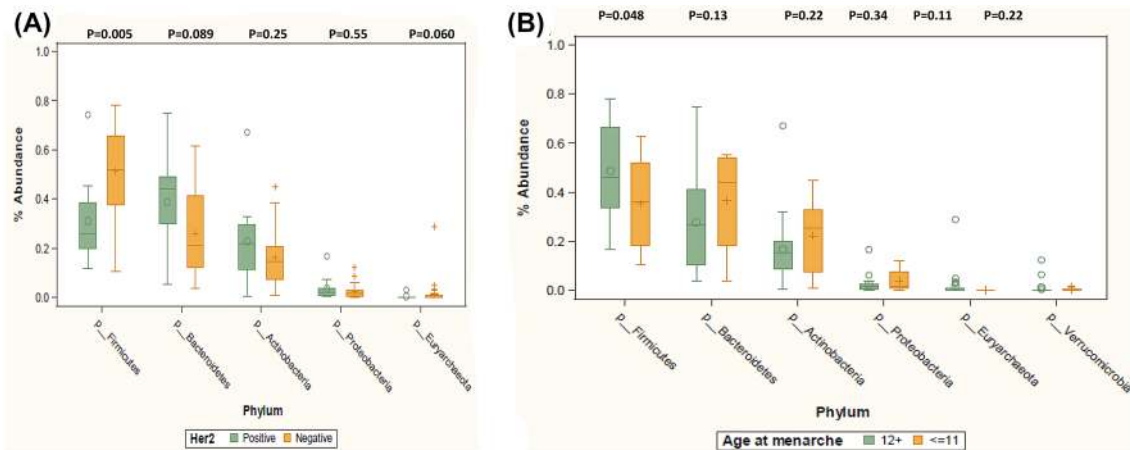 (A)
P=0.005 P=0.089 P=0.25 P=0.55 P=0.060
% Abundance
1.0
0.8
0.6
0.4
0.2
0.0
p__Firmicutes
p__Bacteroidetes
p__Actinobacteria
p__Proteobacteria
p__Euryarchaeota
Phylum
Her2 Positive Negative
(B)
P=0.048 P=0.13 P=0.22 P=0.34 P=0.11 P=0.22
% Abundance
1.0
0.8
0.6
0.4
0.2
0.0
p__Firmicutes
p__Bacteroidetes
p__Actinobacteria
p__Proteobacteria
p__Euryarchaeota
p__Verrucomicrobia
Phylum
Age at menarche 12+ <=11